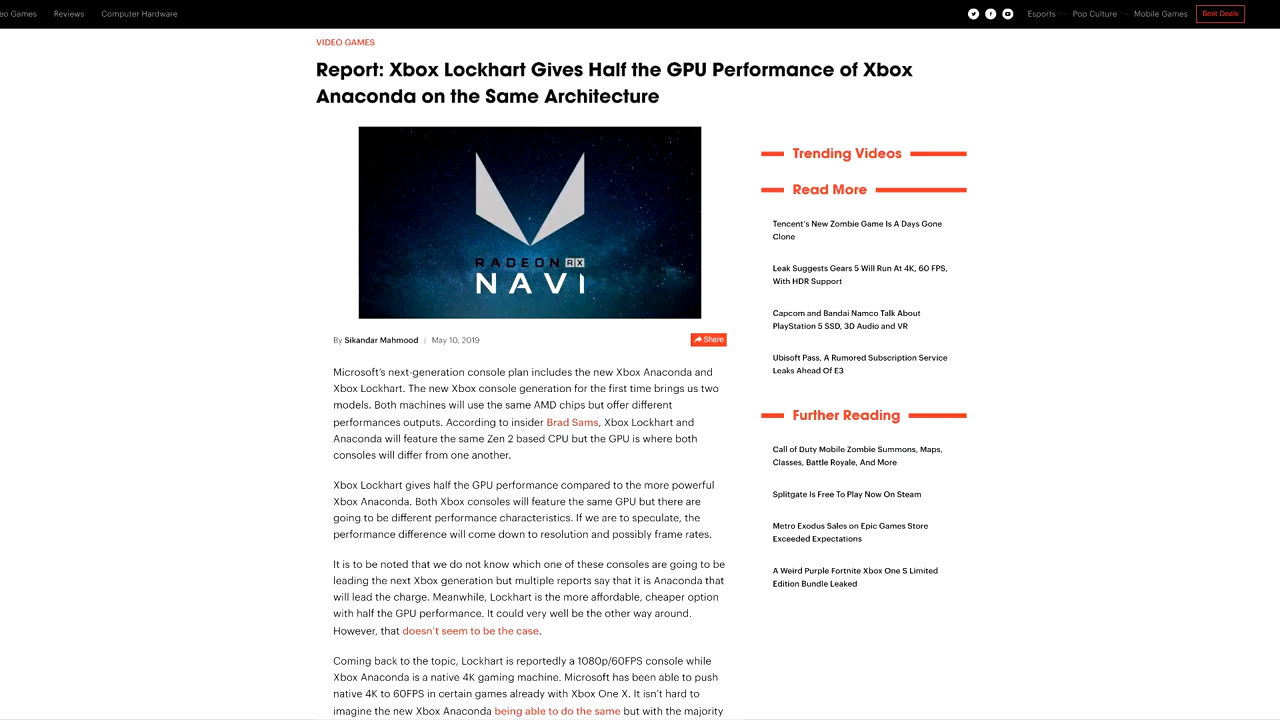 eo Games Reviews Computer Hardware Esports Pop Culture Mobile Games Best Deals
VIDEO GAMES
Report: Xbox Lockhart Gives Half the GPU Performance of Xbox
Anaconda on the Same Architecture
RADEON RX
NAVI
By Sikandar Mahmood | May 10, 2019
Share
Microsoft's next-generation console plan includes the new Xbox Anaconda and
Xbox Lockhart. The new Xbox console generation for the first time brings us two
models. Both machines will use the same AMD chips but offer different
performances outputs. According to insider Brad Sams, Xbox Lockhart and
Anaconda will feature the same Zen 2 based CPU but the GPU is where both
consoles will differ from one another.
Xbox Lockhart gives half the GPU performance compared to the more powerful
Xbox Anaconda. Both Xbox consoles will feature the same GPU but there are
going to be different performance characteristics. If we are to speculate, the
performance difference will come down to resolution and possibly frame rates.
It is to be noted that we do not know which one of these consoles are going to be
leading the next Xbox generation but multiple reports say that it is Anaconda that
will lead the charge. Meanwhile, Lockhart is the more affordable, cheaper option
with half the GPU performance. It could very well be the other way around.
However, that doesn't seem to be the case.
Coming back to the topic, Lockhart is reportedly a 1080p/60FPS console while
Xbox Anaconda is a native 4K gaming machine. Microsoft has been able to push
native 4K to 60FPS in certain games already with Xbox One X. It isn't hard to
imagine the new Xbox Anaconda being able to do the same but with the majority
Trending Videos
Read More
Tencent's New Zombie Game Is A Days Gone
Clone
Leak Suggests Gears 5 Will Run At 4K, 60 FPS,
With HDR Support
Capcom and Bandai Namco Talk About
PlayStation 5 SSD, 3D Audio and VR
Ubisoft Pass, A Rumored Subscription Service
Leaks Ahead Of E3
Further Reading
Call of Duty Mobile Zombie Summons, Maps,
Classes, Battle Royale, And More
Splitgate Is Free To Play Now On Steam
Metro Exodus Sales on Epic Games Store
Exceeded Expectations
A Weird Purple Fortnite Xbox One S Limited
Edition Bundle Leaked